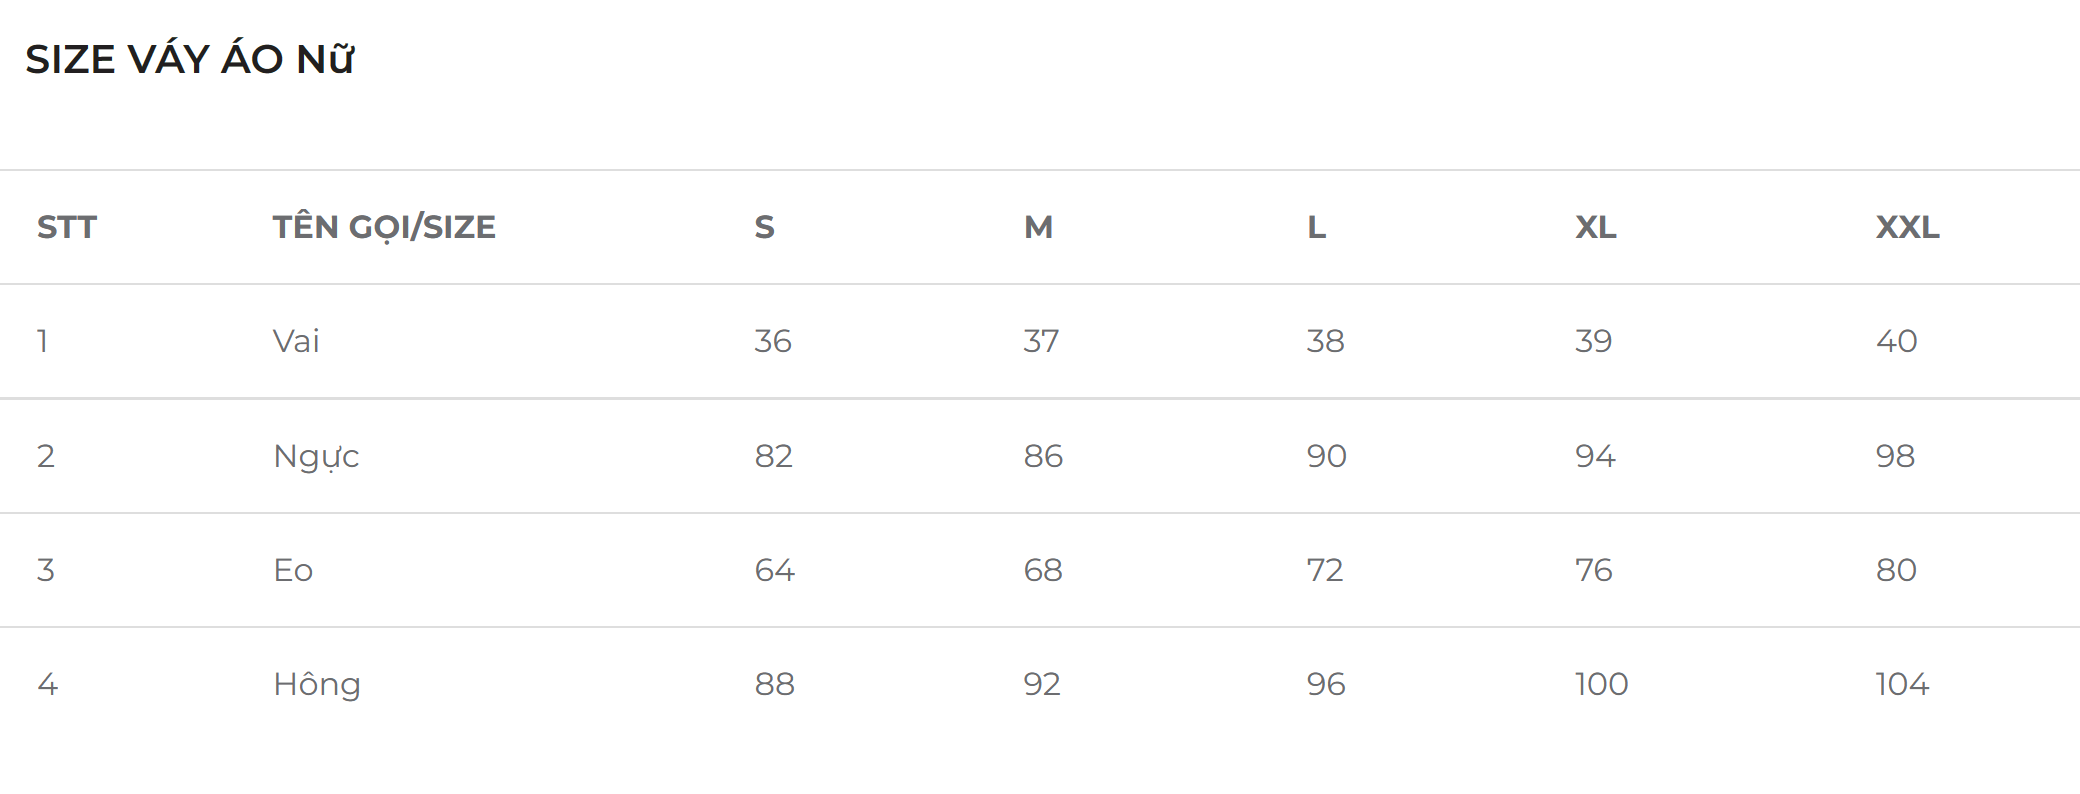 SIZE VÁY ÁO Nữ
STT TÊN GỌI/SIZE S M L XL XXL
1 Vai 36 37 38 39 40
2 Ngực 82 86 90 94 98
3 Eo 64 68 72 76 80
4 Hông 88 92 96 100 104